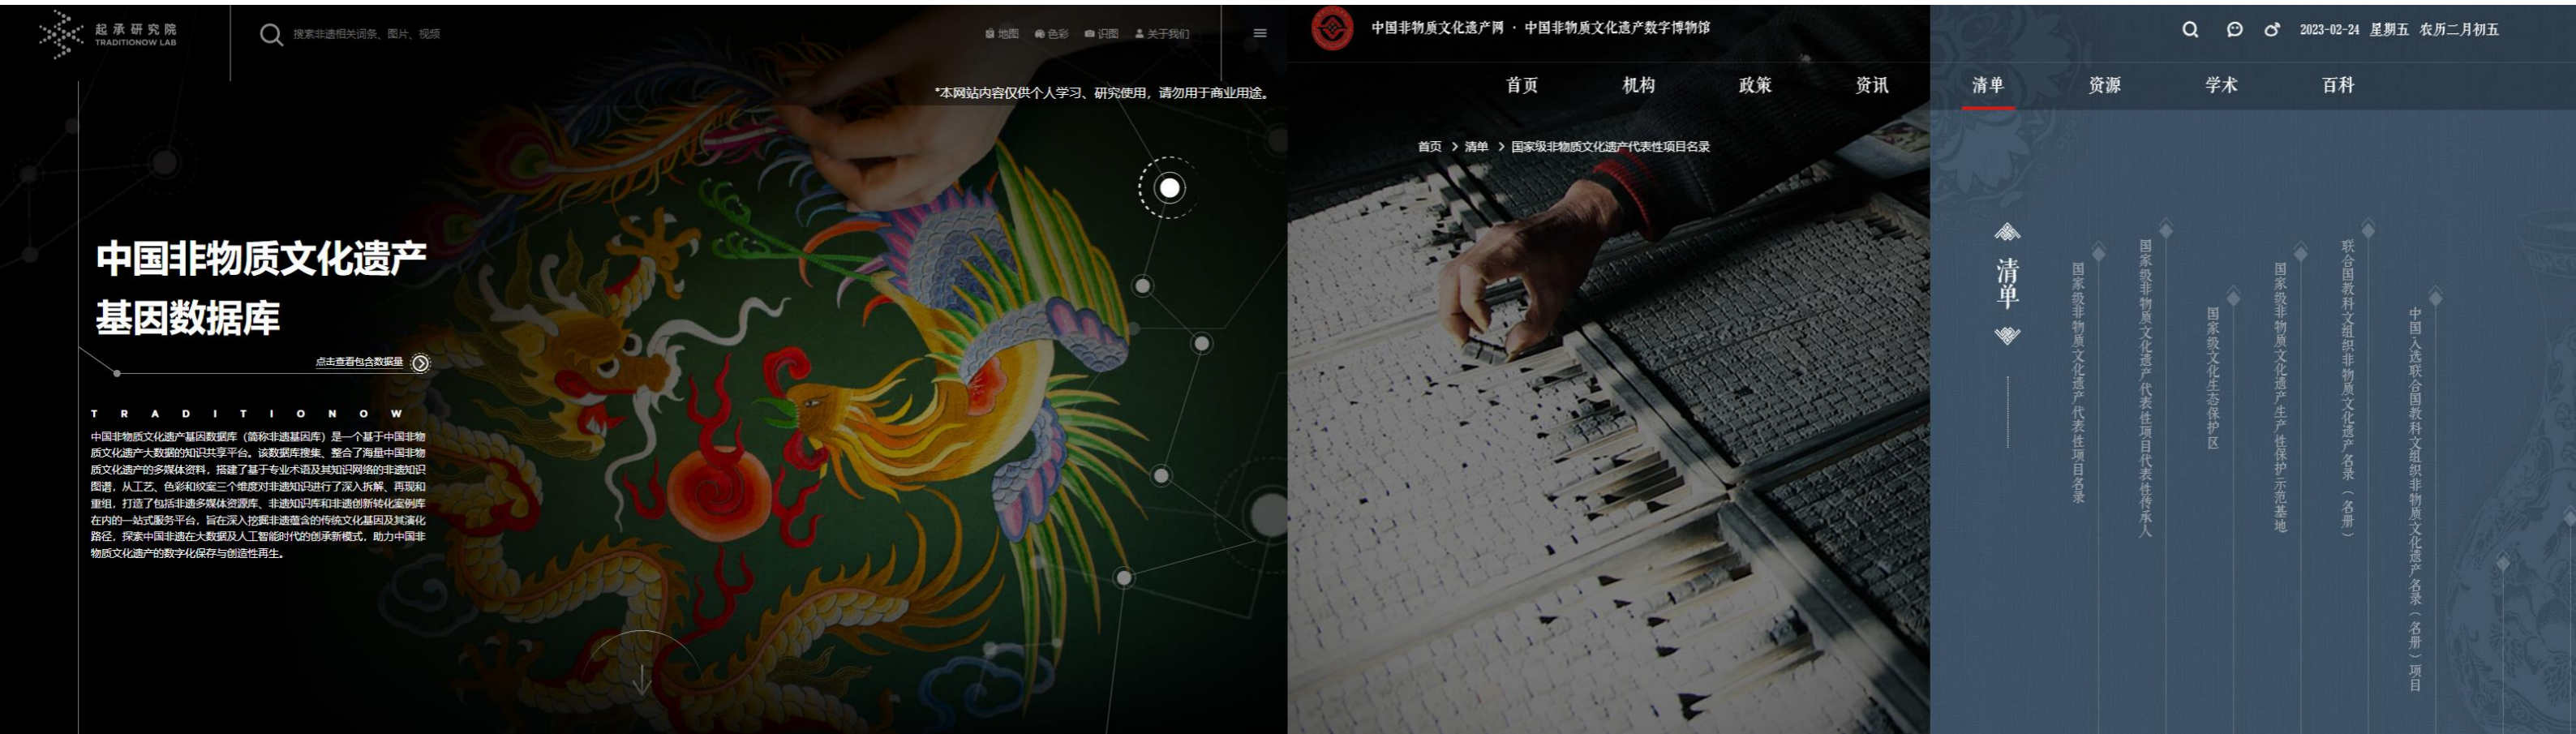 起承研究院
TRADITIONOW LAB
搜索非遗相关词条、图片、视频
地图 色彩 识图 关于我们
*本网站内容仅供个人学习、研究使用，请勿用于商业用途。
中国非物质文化遗产
基因数据库
点击查看包含数据量
TRADITIONOW
中国非物质文化遗产基因数据库（简称非遗基因库）是一个基于中国非物
质文化遗产大数据的知识共享平台。该数据库搜集、整合了海量中国非物
质文化遗产的多媒体资料，搭建了基于专业术语及其知识网络的非遗知识
图谱，从工艺、色彩和纹案三个维度对非遗知识进行了深入拆解、再现和
重组，打造了包括非遗多媒体资源库、非遗知识库和非遗创新转化案例库
在内的一站式服务平台，旨在深入挖掘非遗蕴含的传统文化基因及其演化
路径，探索中国非遗在大数据及人工智能时代的创承新模式，助力中国非
物质文化遗产的数字化保存与创造性再生。
中国非物质文化遗产网 · 中国非物质文化遗产数字博物馆
2023-02-24 星期五 农历二月初五
首页 机构 政策 资讯 清单 资源 学术 百科
首页 > 清单 > 国家级非物质文化遗产代表性项目名录
清单
国家级非物质文化遗产代表性项目名录
国家级非物质文化遗产代表性项目代表性传承人
国家级文化生态保护区
国家级非物质文化遗产生产性保护示范基地
联合国教科文组织非物质文化遗产名录（名册）
中国入选联合国教科文组织非物质文化遗产名录（名册）项目